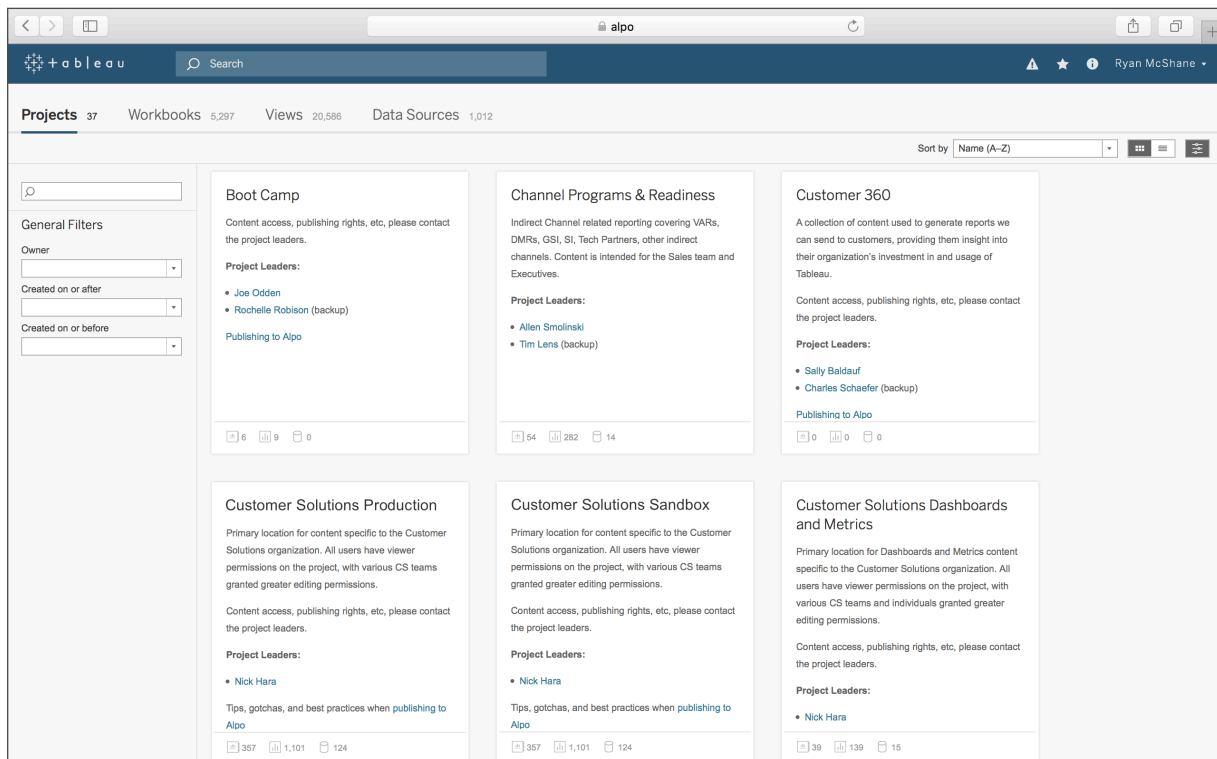 alpo
+ableau
Search
Ryan McShane
Projects 37 Workbooks 5,297 Views 20,586 Data Sources 1,012
Sort by Name (A–Z)
General Filters
Owner
Created on or after
Created on or before
Boot Camp
Content access, publishing rights, etc, please contact
the project leaders.
Project Leaders:
• Joe Odden
• Rochelle Robison (backup)
Publishing to Alpo
6 9 0
Channel Programs & Readiness
Indirect Channel related reporting covering VARs,
DMRs, GSI, SI, Tech Partners, other indirect
channels. Content is intended for the Sales team and
Executives.
Project Leaders:
• Allen Smolinski
• Tim Lens (backup)
54 282 14
Customer 360
A collection of content used to generate reports we
can send to customers, providing them insight into
their organization's investment in and usage of
Tableau.
Content access, publishing rights, etc, please contact
the project leaders.
Project Leaders:
• Sally Baldauf
• Charles Schaefer (backup)
Publishing to Alpo
0 0 0
Customer Solutions Production
Primary location for content specific to the Customer
Solutions organization. All users have viewer
permissions on the project, with various CS teams
granted greater editing permissions.
Content access, publishing rights, etc, please contact
the project leaders.
Project Leaders:
• Nick Hara
Tips, gotchas, and best practices when publishing to
Alpo
357 1,101 124
Customer Solutions Sandbox
Primary location for content specific to the Customer
Solutions organization. All users have viewer
permissions on the project, with various CS teams
granted greater editing permissions.
Content access, publishing rights, etc, please contact
the project leaders.
Project Leaders:
• Nick Hara
Tips, gotchas, and best practices when publishing to
Alpo
357 1,101 124
Customer Solutions Dashboards
and Metrics
Primary location for Dashboards and Metrics content
specific to the Customer Solutions organization. All
users have viewer permissions on the project, with
various CS teams and individuals granted greater
editing permissions.
Content access, publishing rights, etc, please contact
the project leaders.
Project Leaders:
• Nick Hara
39 139 15